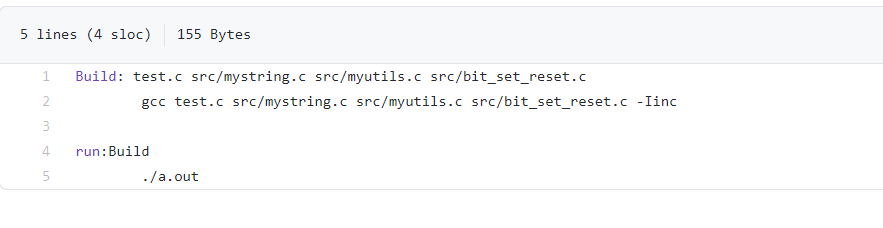 5 lines (4 sloc) 155 Bytes
1 Build: test.c src/mystring.c src/myutils.c src/bit_set_reset.c
2 gcc test.c src/mystring.c src/myutils.c src/bit_set_reset.c -Iinc
3
4 run:Build
5 ./a.out